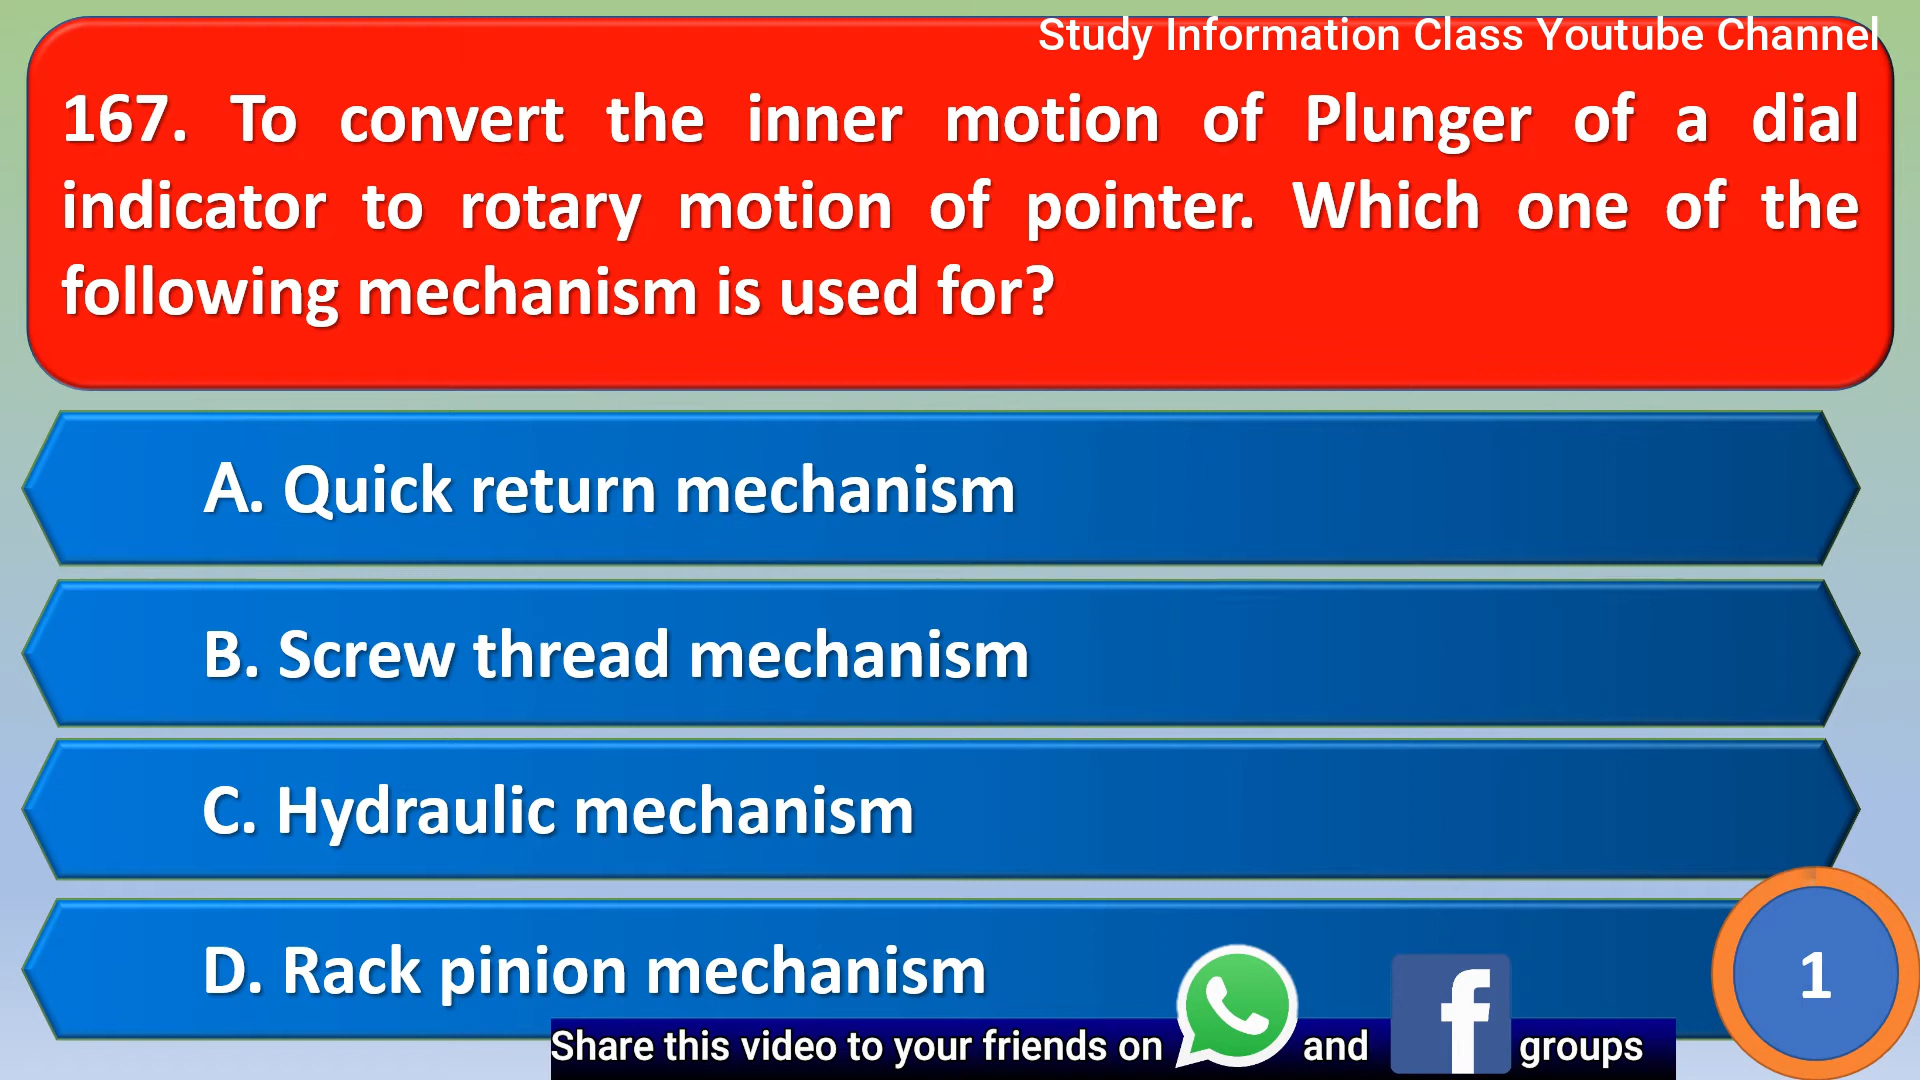 Study Information Class Youtube Channel
167. To convert the inner motion of Plunger of a dial
indicator to rotary motion of pointer. Which one of the
following mechanism is used for?
A. Quick return mechanism
B. Screw thread mechanism
C. Hydraulic mechanism
D. Rack pinion mechanism
1
Share this video to your friends on and groups